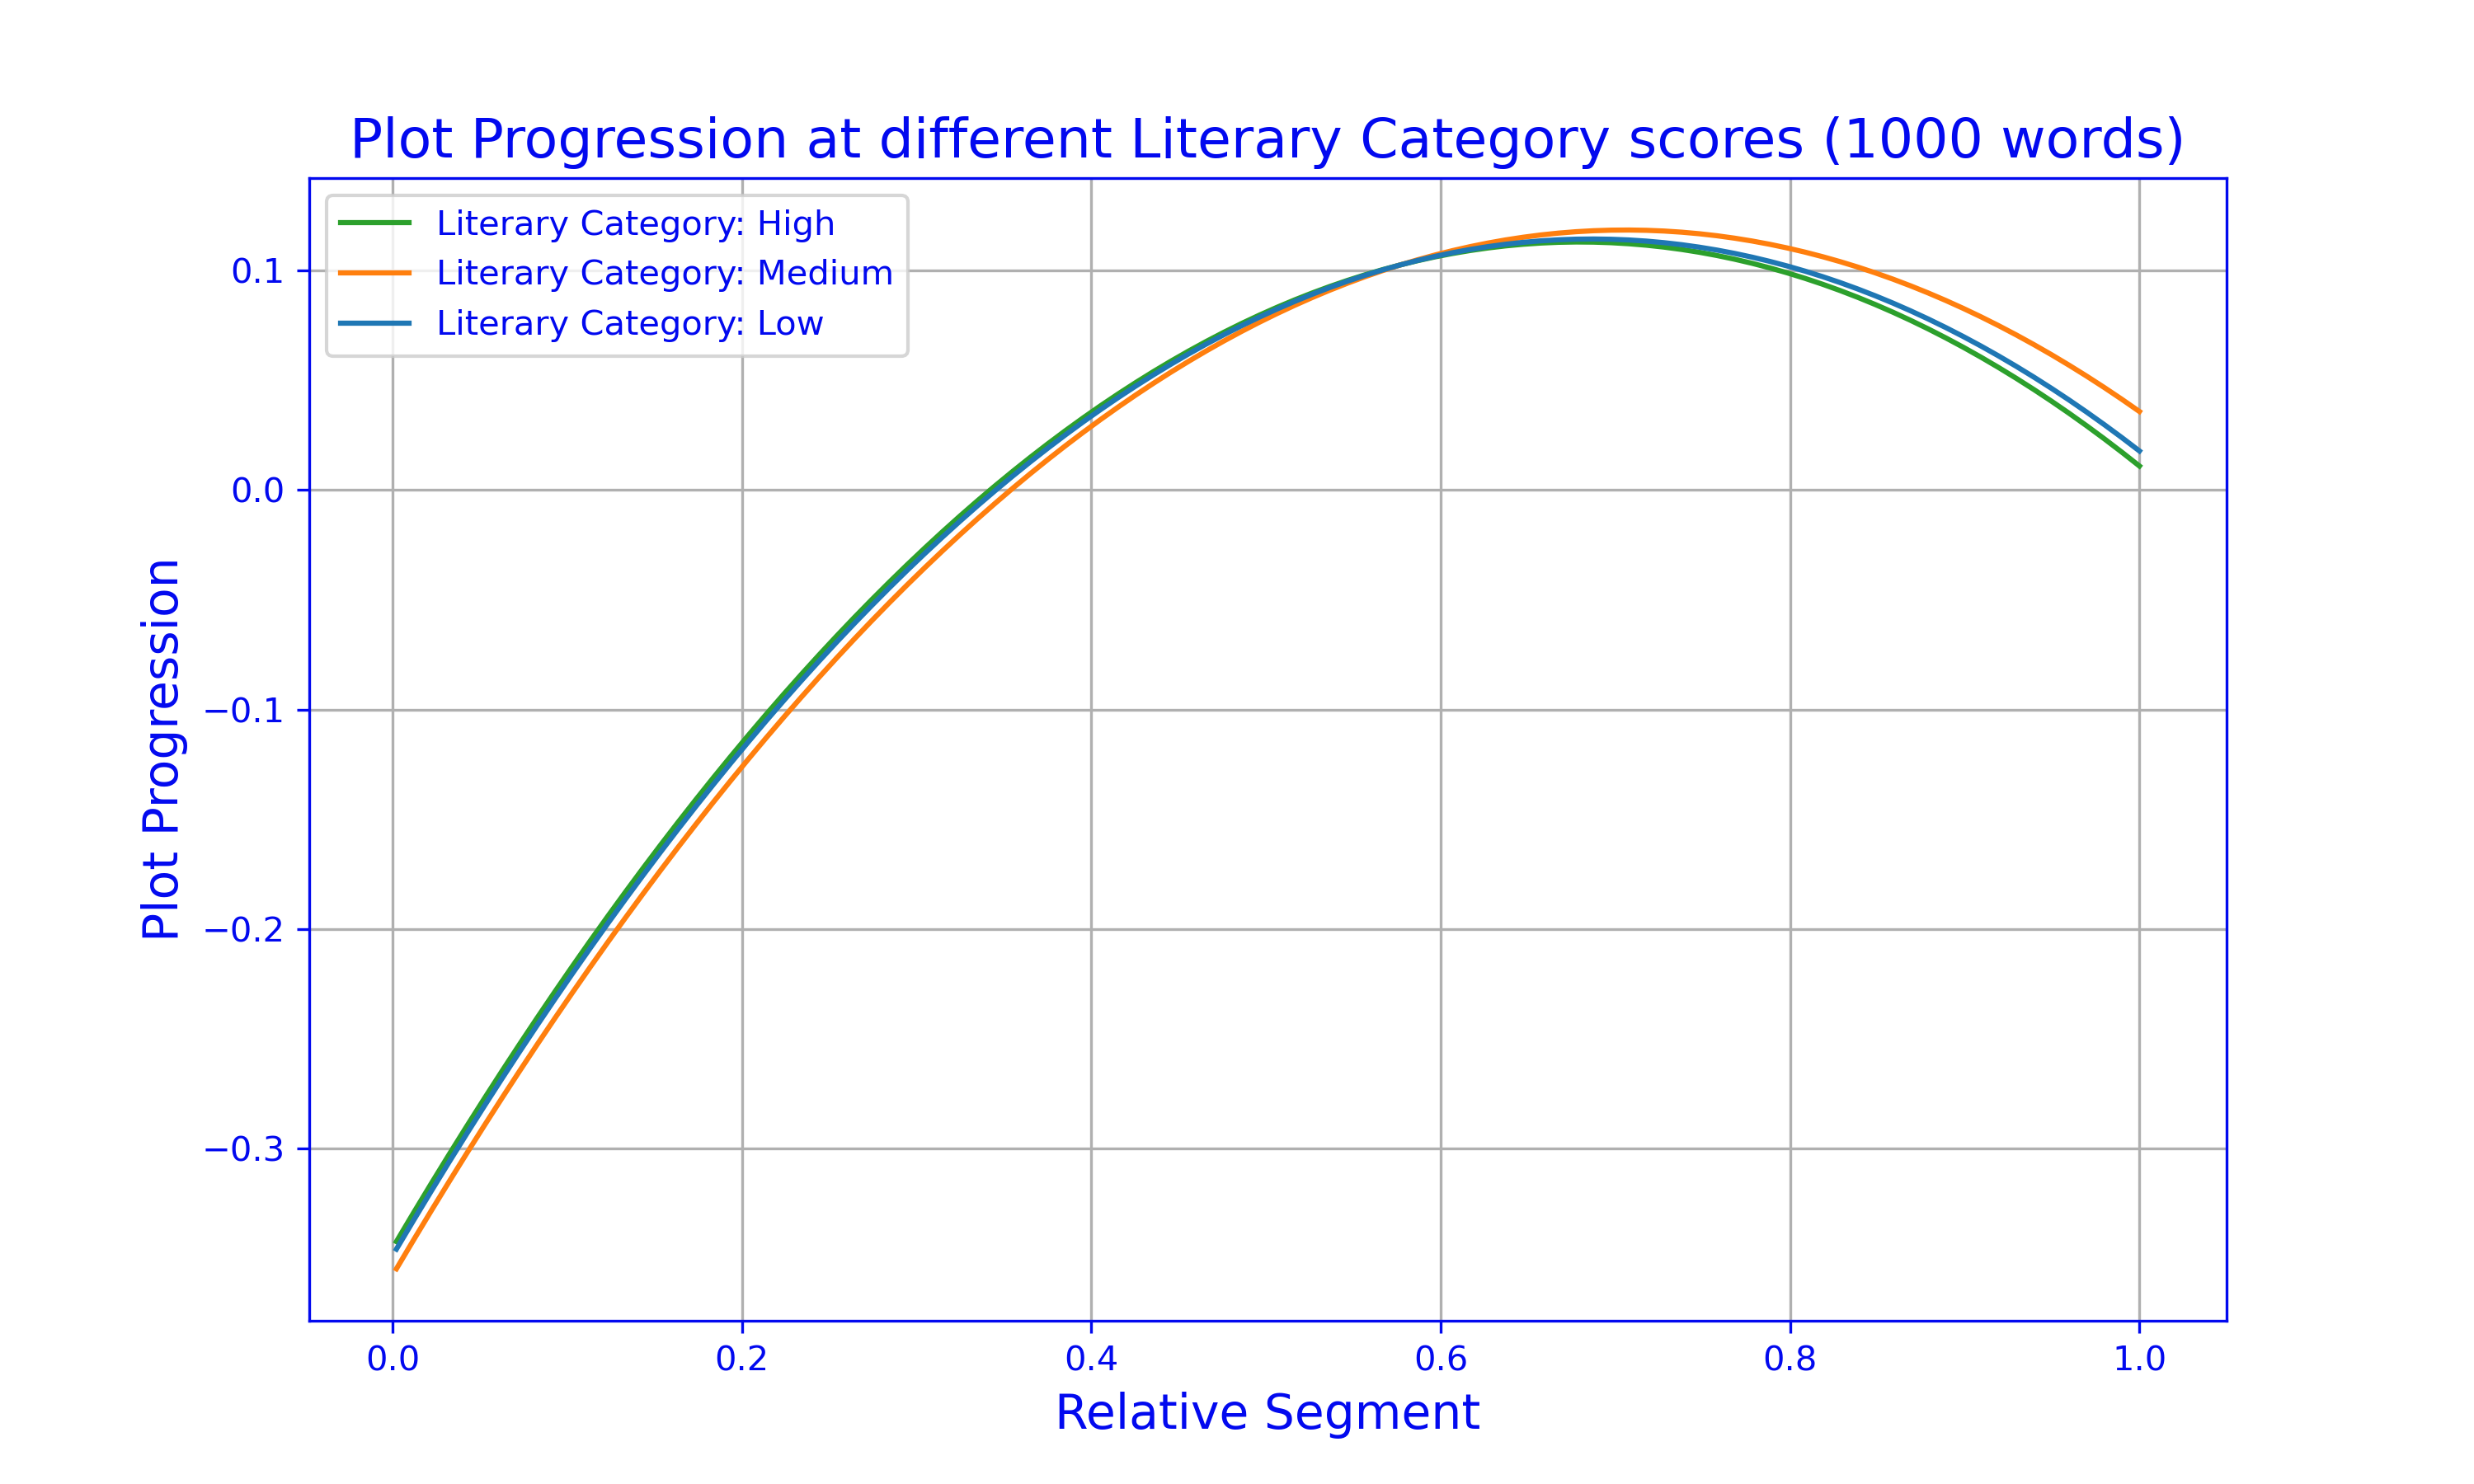 Plot Progression at different Literary Category scores (1000 words)
Literary Category: High
Literary Category: Medium
Literary Category: Low
0.1
0.0
−0.1
−0.2
−0.3
Plot Progression
0.0 0.2 0.4 0.6 0.8 1.0
Relative Segment